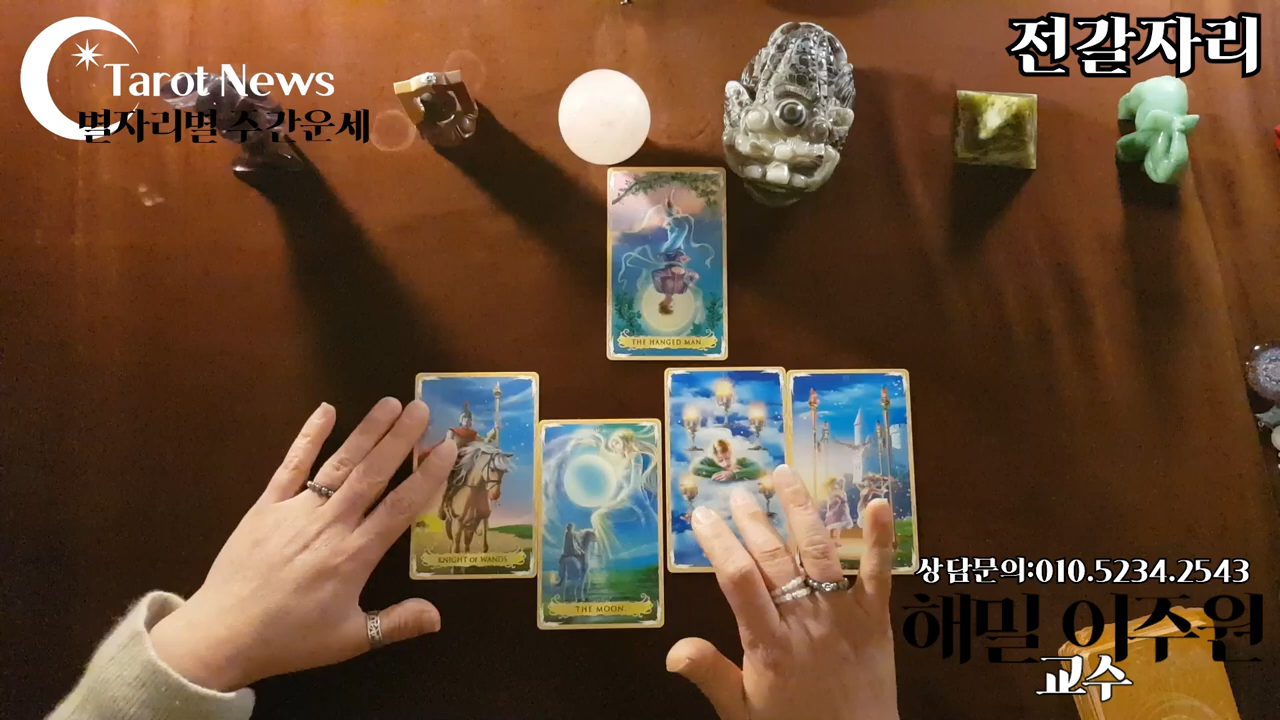 Tarot News
별자리별 주간운세
전갈자리
THE HANGED MAN.
KNIGHT OF WANDS
THE MOON.
상담문의:010.5234.2543
해밀 이주원
교수